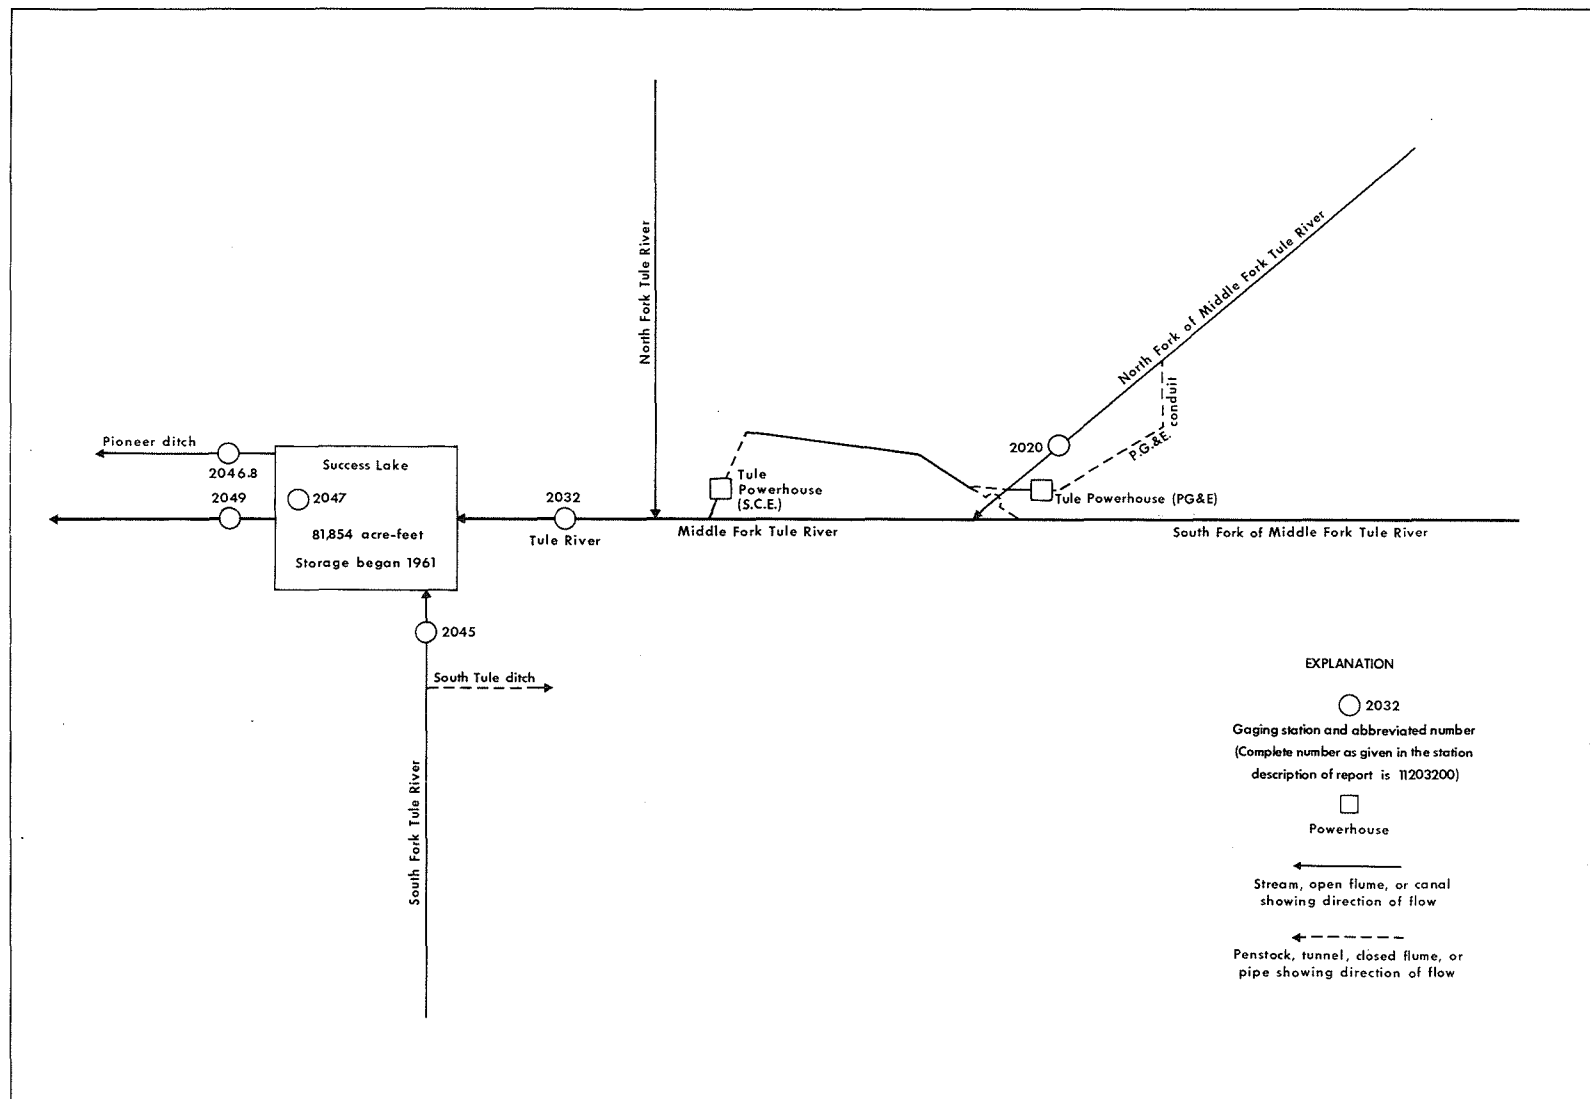 North Fork Tule River
North Fork of Middle Fork Tule River
P.G.&E. conduit
2020
Pioneer ditch
2046.8
Success Lake
2047
2049
81,854 acre-feet
Storage began 1961
2032
Tule River
Tule
Powerhouse
(S.C.E.)
Tule Powerhouse (PG&E)
Middle Fork Tule River
South Fork of Middle Fork Tule River
2045
South Tule ditch
South Fork Tule River
EXPLANATION
2032
Gaging station and abbreviated number
(Complete number as given in the station
description of report is 11203200)
Powerhouse
Stream, open flume, or canal
showing direction of flow
Penstock, tunnel, closed flume, or
pipe showing direction of flow